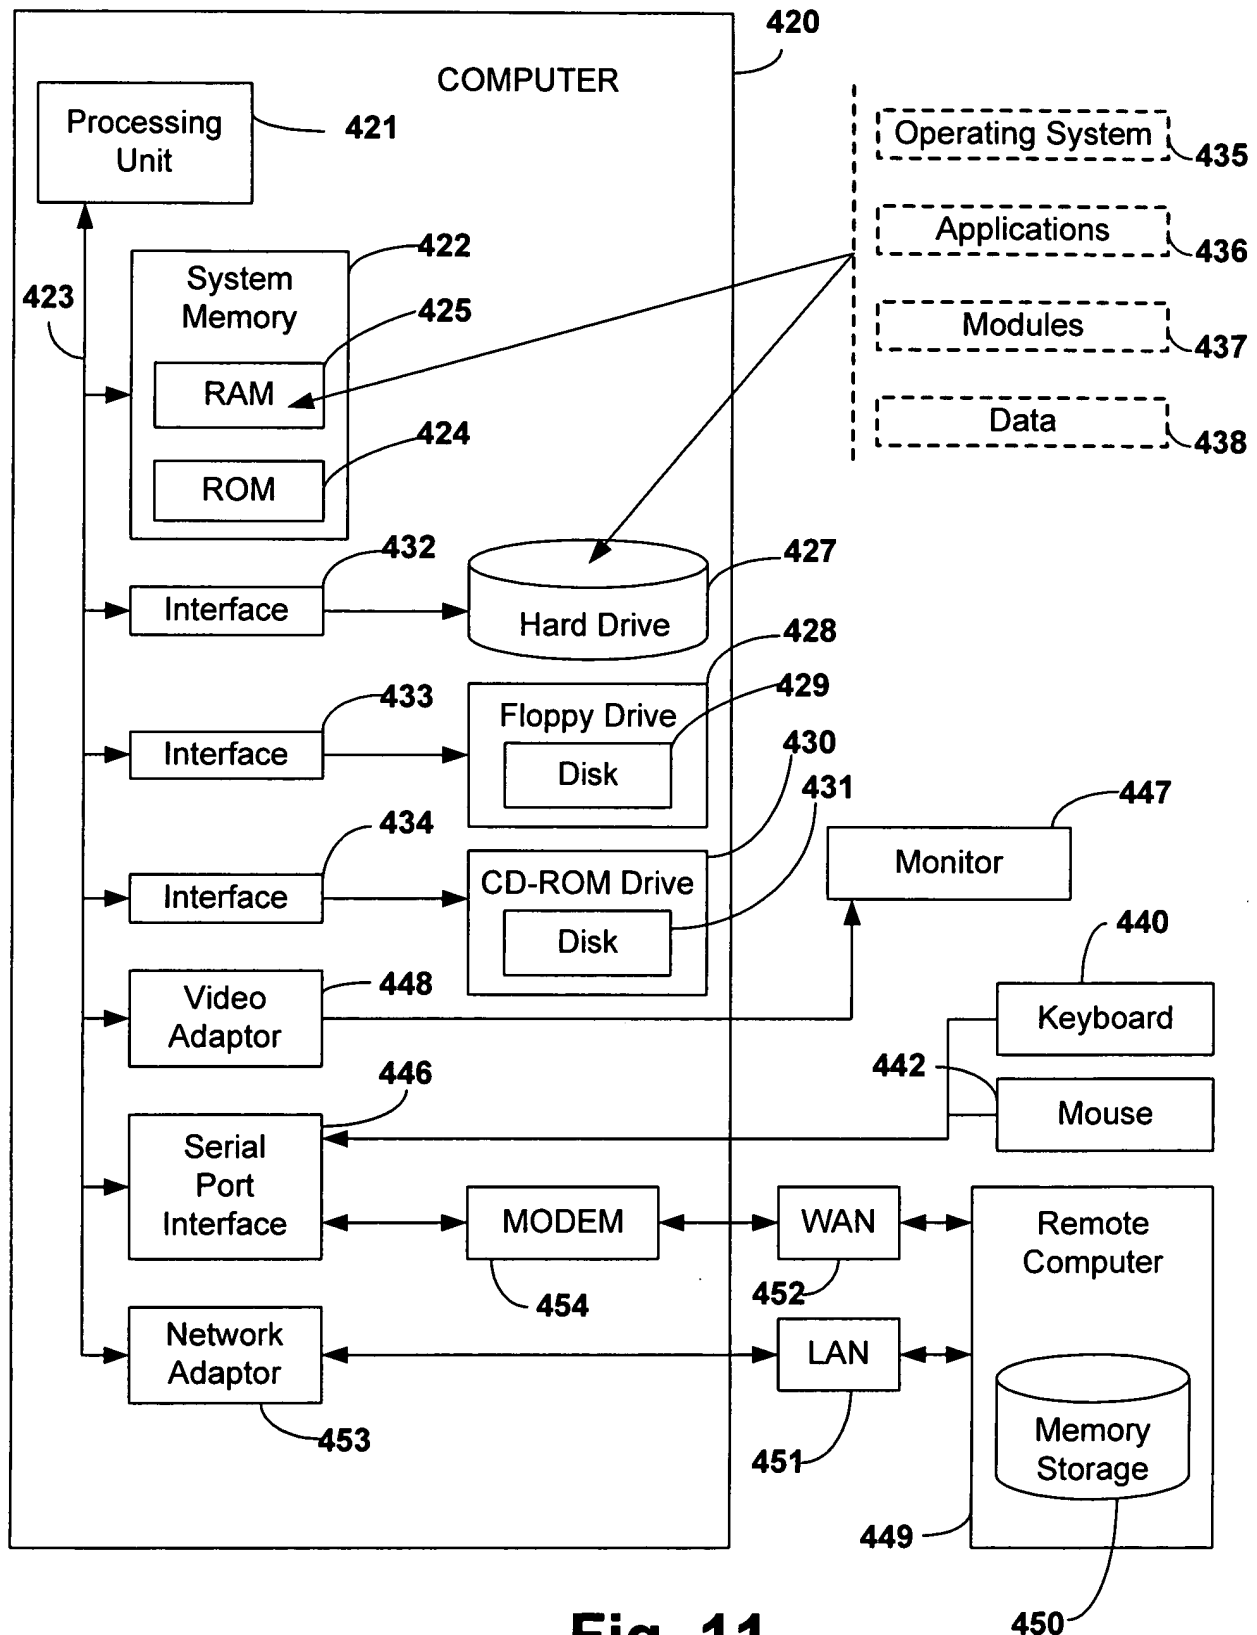 420
COMPUTER
Processing
Unit
421
Operating System
435
422
System
Memory
423
425
Applications
436
RAM
Modules
437
424
Data
438
ROM
432
Interface
427
Hard Drive
428
433
429
Floppy Drive
Interface
Disk
430
431
434
447
Monitor
CD-ROM Drive
Interface
Disk
440
448
Video
Adaptor
Keyboard
446
442
Mouse
Serial
Port
Interface
MODEM
WAN
Remote
Computer
454
452
Network
Adaptor
LAN
453
451
Memory
Storage
449
450
Fig. 11